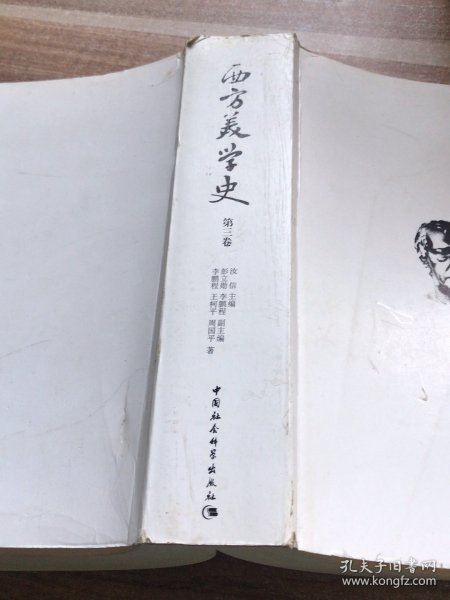 西方美学史
第三卷
汝信 主编
彭立勋 李鹏程 副主编
李鹏程 王柯平 周国平 著
中国社会科学出版社
孔夫子旧书网
www.kongfz.com